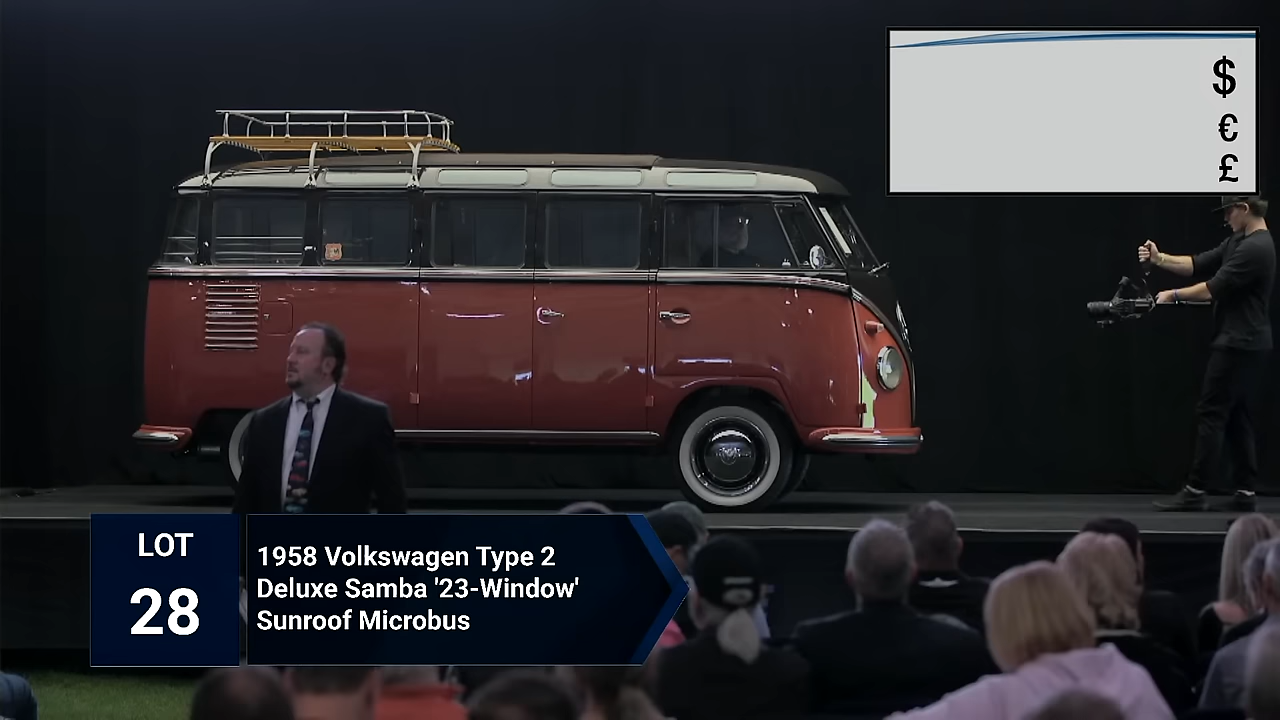 $
€
£
LOT
28
1958 Volkswagen Type 2
Deluxe Samba '23-Window'
Sunroof Microbus